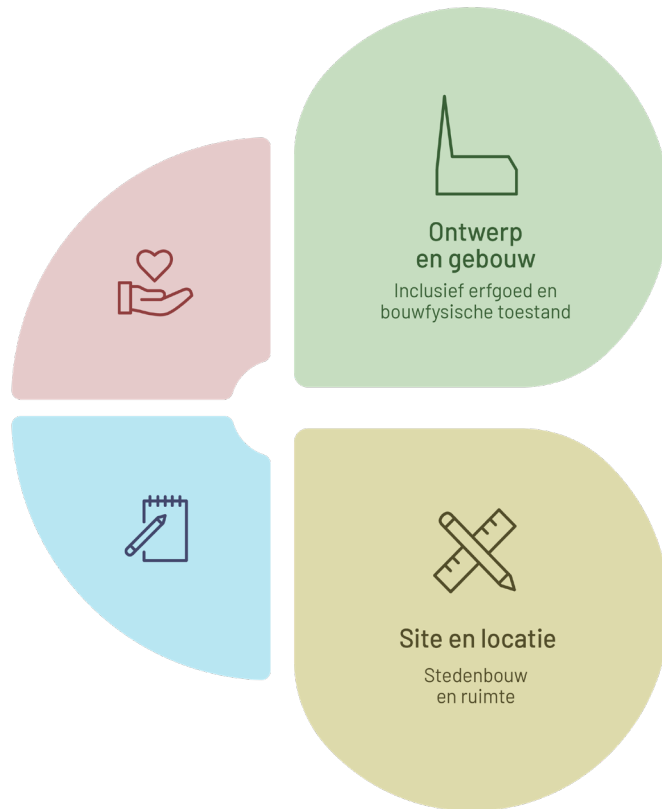 Ontwerp
en gebouw
Inclusief erfgoed en
bouwfysische toestand
Site en locatie
Stedenbouw
en ruimte